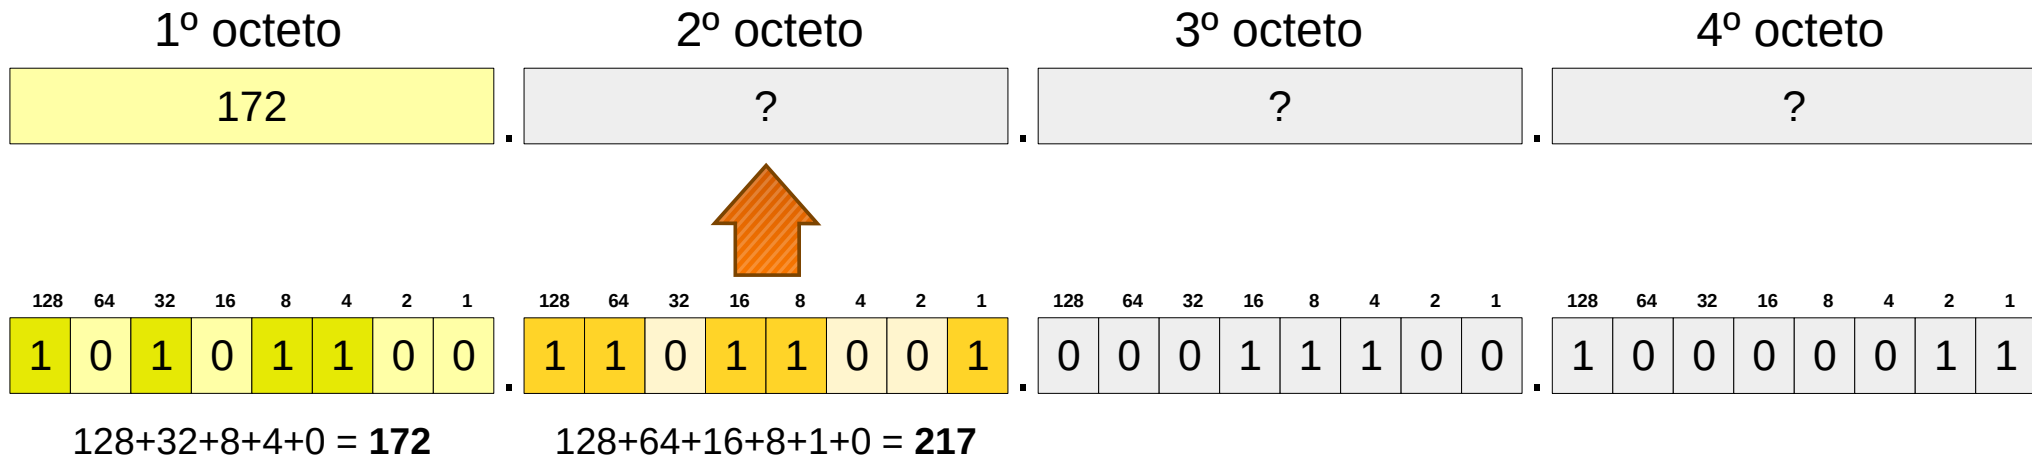 1º octeto 2º octeto 3º octeto 4º octeto
172 . ? . ? . ?
128 64 32 16 8 4 2 1 128 64 32 16 8 4 2 1 128 64 32 16 8 4 2 1 128 64 32 16 8 4 2 1
1 0 1 0 1 1 0 0 . 1 1 0 1 1 0 0 1 . 0 0 0 1 1 1 0 0 . 1 0 0 0 0 0 1 1
128+32+8+4+0 = 172 128+64+16+8+1+0 = 217